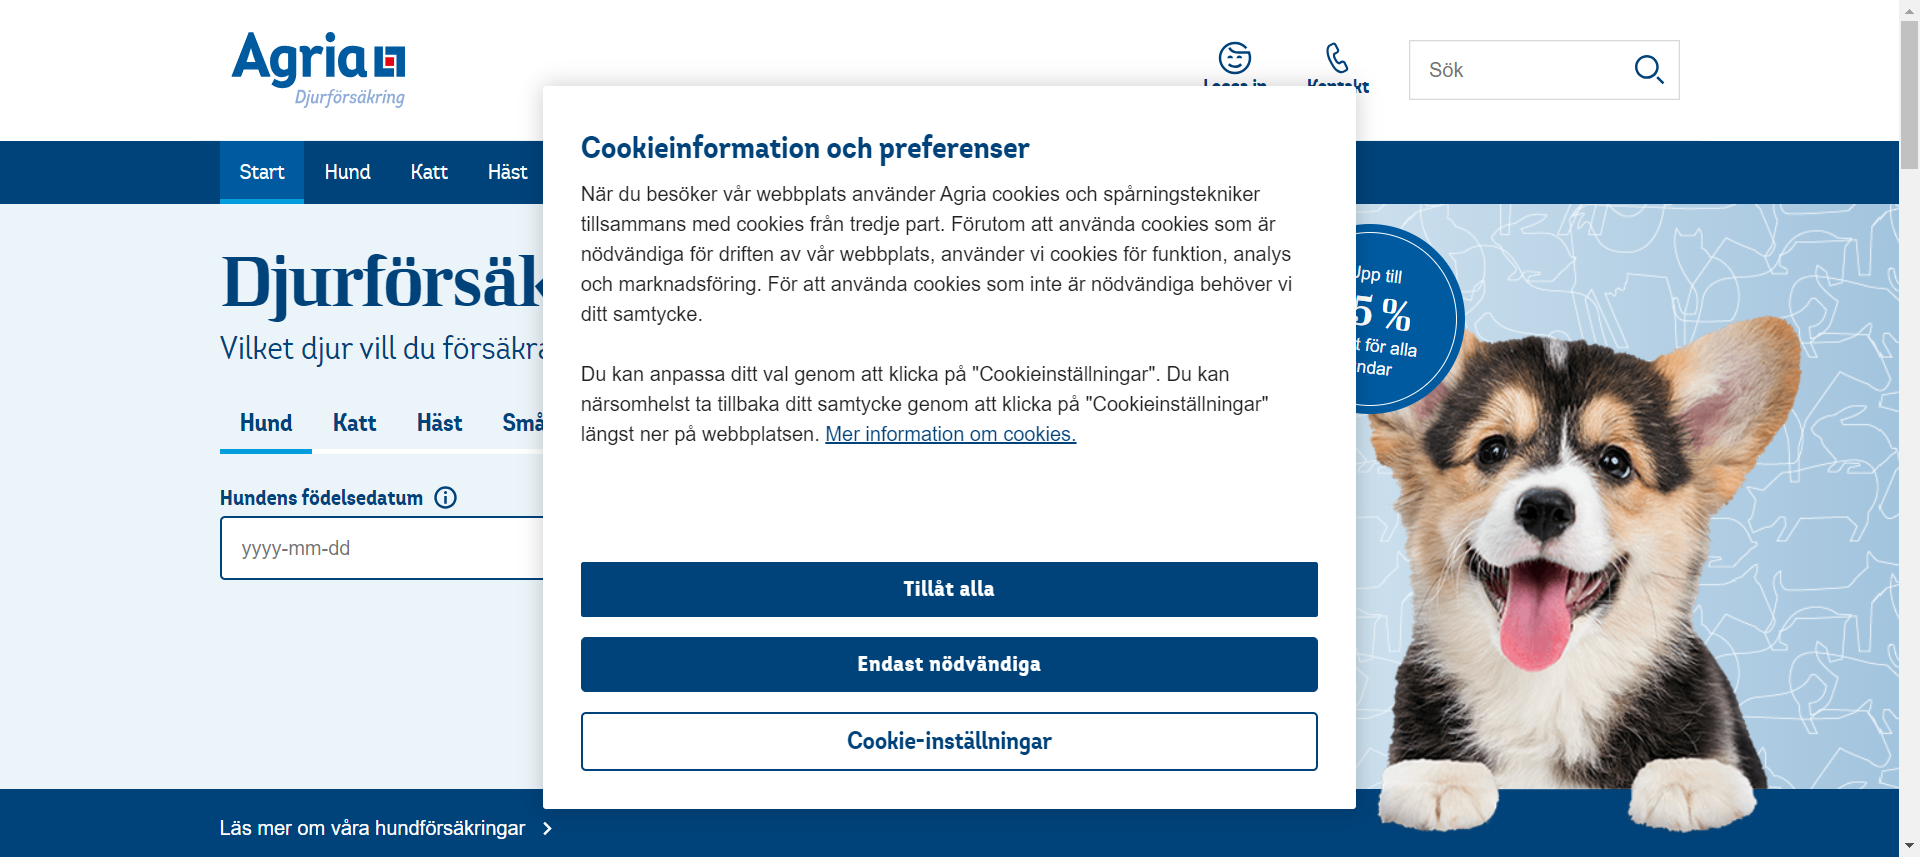 Agria
Djurförsäkring
Logga in
Kontakt
Sök
Start
Hund
Katt
Häst
Djurförsäk
Vilket djur vill du försäkra
Hund
Katt
Häst
Små
Hundens födelsedatum
yyyy-mm-dd
Cookieinformation och preferenser
När du besöker vår webbplats använder Agria cookies och spårningstekniker
tillsammans med cookies från tredje part. Förutom att använda cookies som är
nödvändiga för driften av vår webbplats, använder vi cookies för funktion, analys
och marknadsföring. För att använda cookies som inte är nödvändiga behöver vi
ditt samtycke.
Du kan anpassa ditt val genom att klicka på "Cookieinställningar". Du kan
närsomhelst ta tillbaka ditt samtycke genom att klicka på "Cookieinställningar"
längst ner på webbplatsen. Mer information om cookies.
Tillåt alla
Endast nödvändiga
Cookie-inställningar
Upp till
5 %
för alla
Läs mer om våra hundförsäkringar